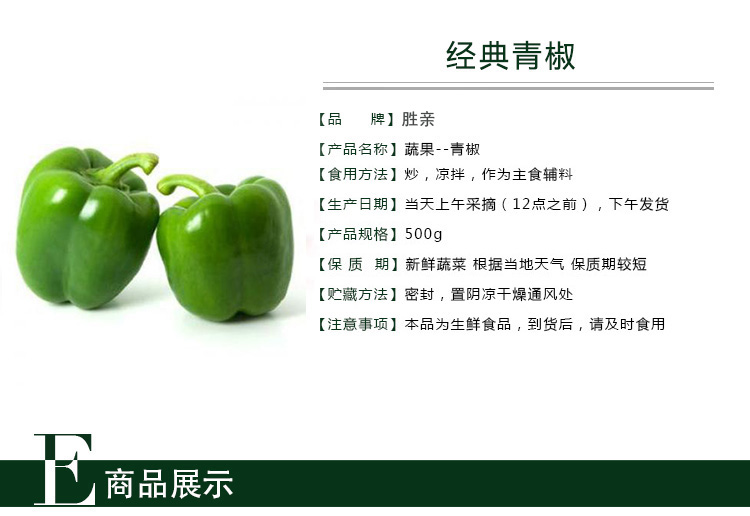 经典青椒
【品 牌】胜亲
【产品名称】蔬果--青椒
【食用方法】炒，凉拌，作为主食辅料
【生产日期】当天上午采摘（12点之前），下午发货
【产品规格】500g
【保 质 期】新鲜蔬菜 根据当地天气 保质期较短
【贮藏方法】密封，置阴凉干燥通风处
【注意事项】本品为生鲜食品，到货后，请及时食用
E 商品展示